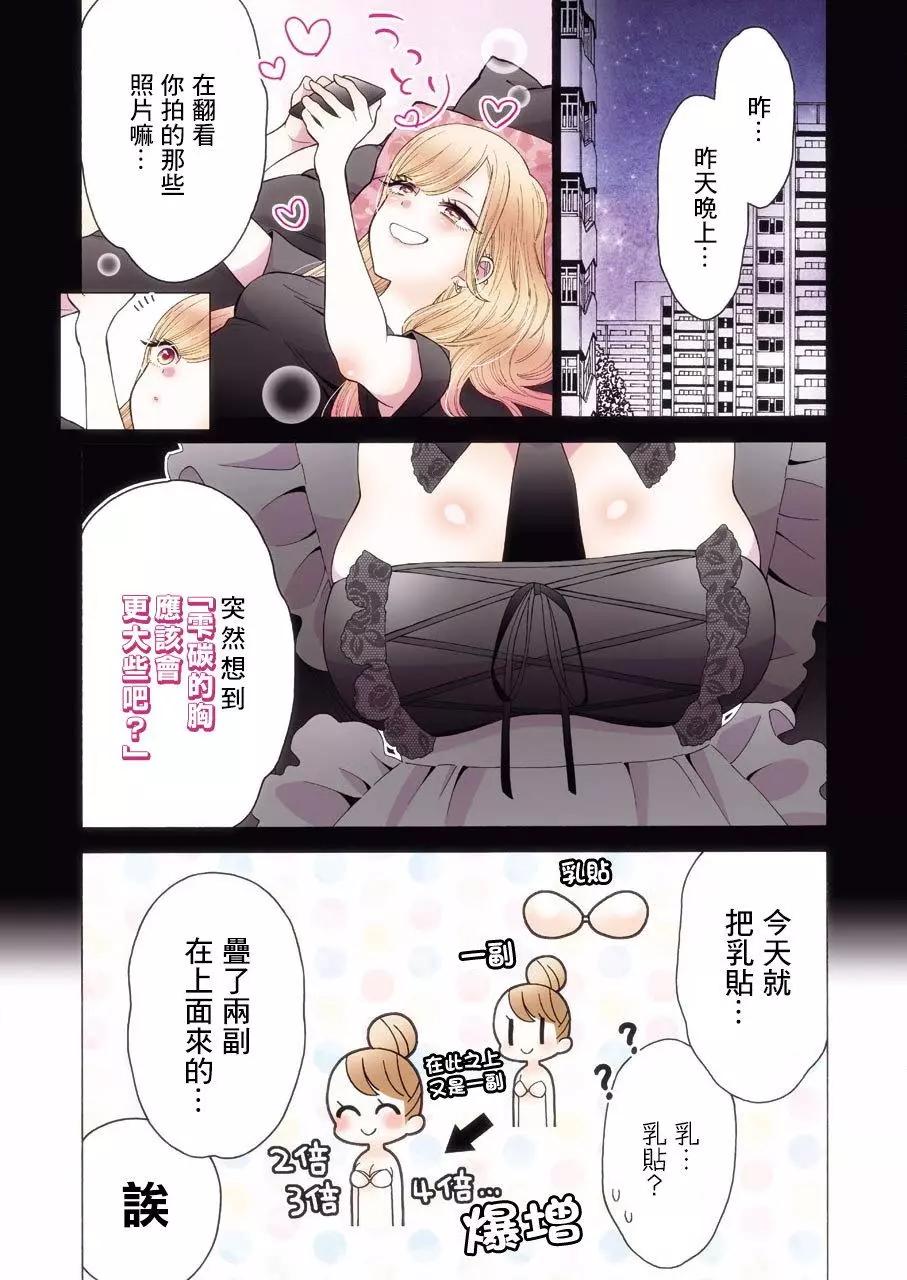 昨…
昨天晚上…
うっとり
在翻看
你拍的那些
照片嘛…
突然想到
「雫碳的胸
應該會
更大些吧?」
今天就
把乳貼…
乳…
乳貼?
? ?
?
乳貼
一副
在此之上
又是一副
疊了兩副
在上面來的…
2倍
3倍
4倍…
爆增
誒